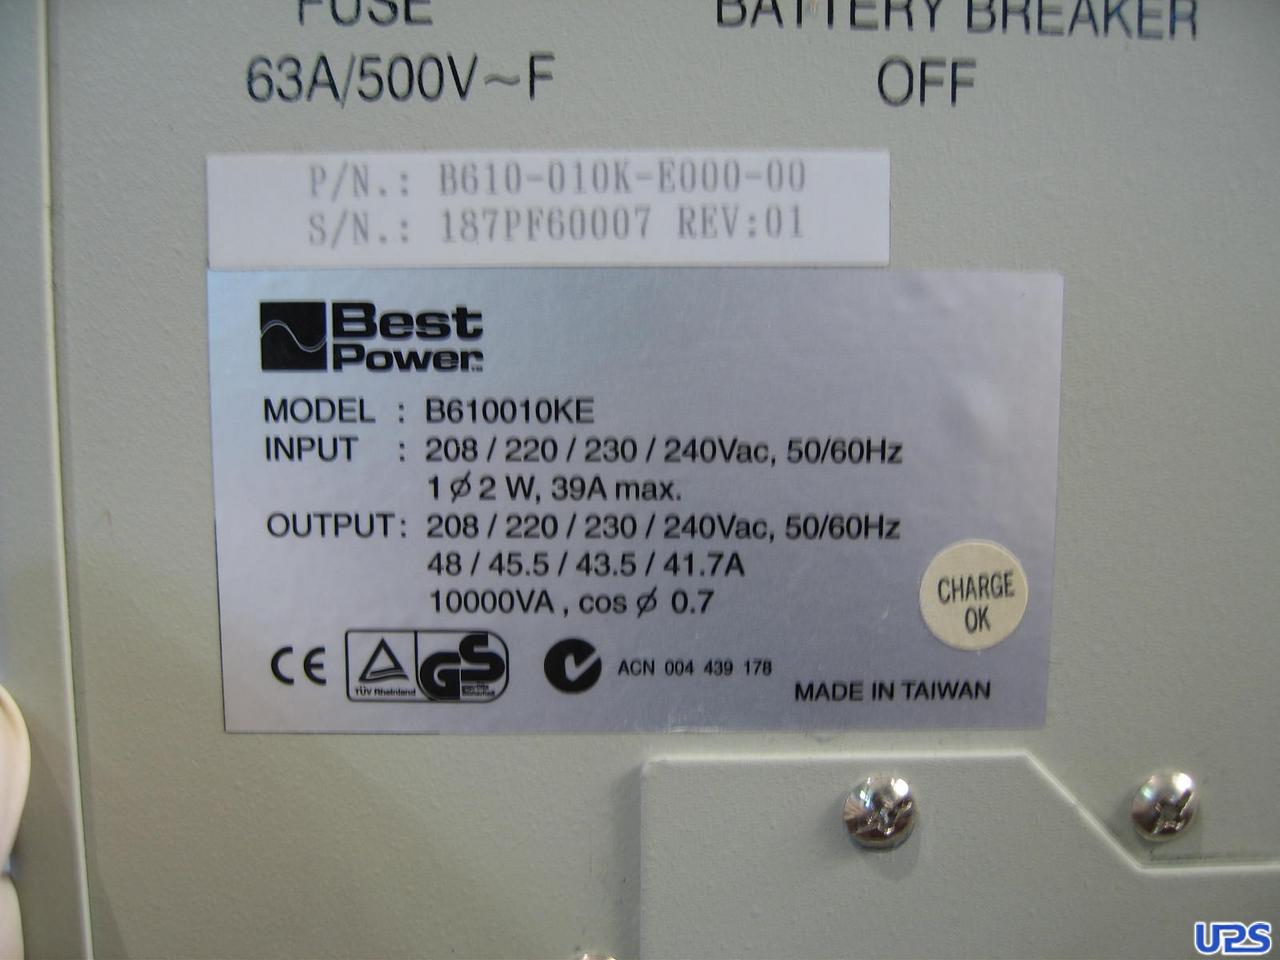 FUSE
63A/500V~F
BATTERY BREAKER
OFF
P/N.: B610-010K-E000-00
S/N.: 187PF60007 REV:01
Best
Power
MODEL : B610010KE
INPUT : 208 / 220 / 230 / 240Vac, 50/60Hz
1 ϕ 2 W, 39A max.
OUTPUT : 208 / 220 / 230 / 240Vac, 50/60Hz
48 / 45.5 / 43.5 / 41.7A
10000VA , cos ϕ 0.7
CHARGE
OK
CE
TÜV Rheinland
GS
ACN 004 439 178
MADE IN TAIWAN
UPS